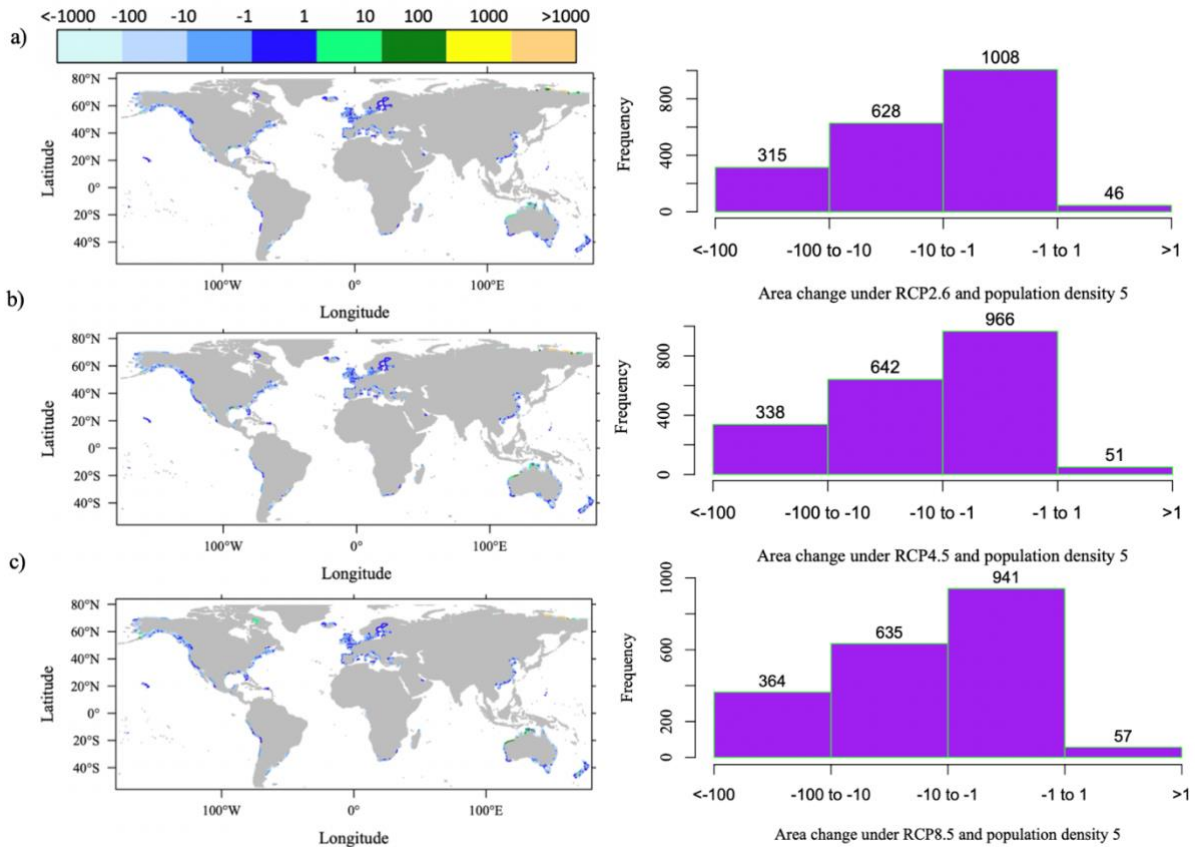 <-1000 -100 -10 -1 1 10 100 1000 >1000
a)
80°N
60°N
40°N
20°N
0°
20°S
40°S
Latitude
100°W 0° 100°E
Longitude
Frequency
800
400
0
315
628
1008
46
<-100 -100 to -10 -10 to -1 -1 to 1 >1
Area change under RCP2.6 and population density 5
b)
80°N
60°N
40°N
20°N
0°
20°S
40°S
Latitude
100°W 0° 100°E
Longitude
Frequency
800
400
0
338
642
966
51
<-100 -100 to -10 -10 to -1 -1 to 1 >1
Area change under RCP4.5 and population density 5
c)
80°N
60°N
40°N
20°N
0°
20°S
40°S
Latitude
100°W 0° 100°E
Longitude
Frequency
1000
600
200
0
364
635
941
57
<-100 -100 to -10 -10 to -1 -1 to 1 >1
Area change under RCP8.5 and population density 5